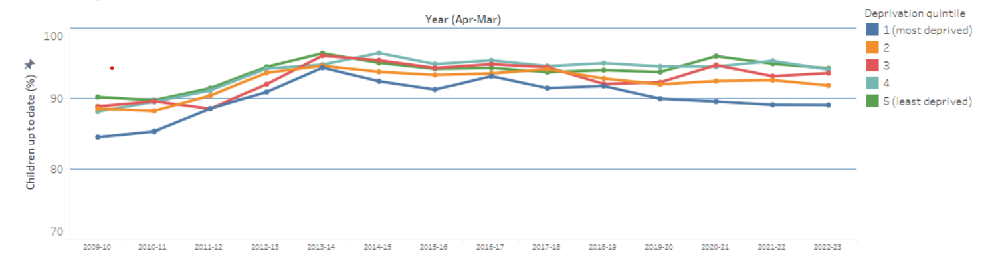 Deprivation quintile
Year (Apr-Mar)
1 (most deprived)
2
3
4
5 (least deprived)
Children up to date (%)
100
90
80
70
2009-10 2010-11 2011-12 2012-13 2013-14 2014-15 2015-16 2016-17 2017-18 2018-19 2019-20 2020-21 2021-22 2022-23